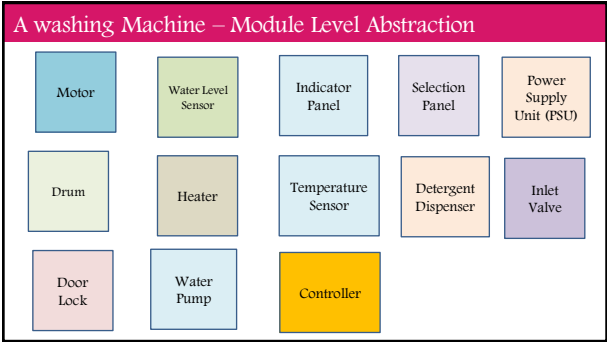 A washing Machine – Module Level Abstraction
Motor
Water Level
Sensor
Indicator
Panel
Selection
Panel
Power
Supply
Unit (PSU)
Drum
Heater
Temperature
Sensor
Detergent
Dispenser
Inlet
Valve
Door
Lock
Water
Pump
Controller